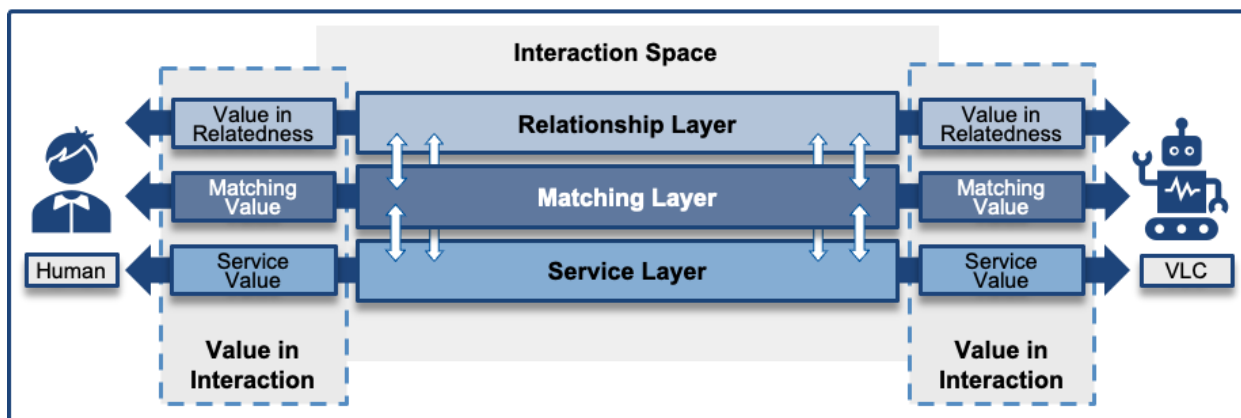 Interaction Space
Value in
Relatedness
Relationship Layer
Value in
Relatedness
Matching
Value
Matching Layer
Matching
Value
Human
Service
Value
Service Layer
Service
Value
VLC
Value in
Interaction
Value in
Interaction